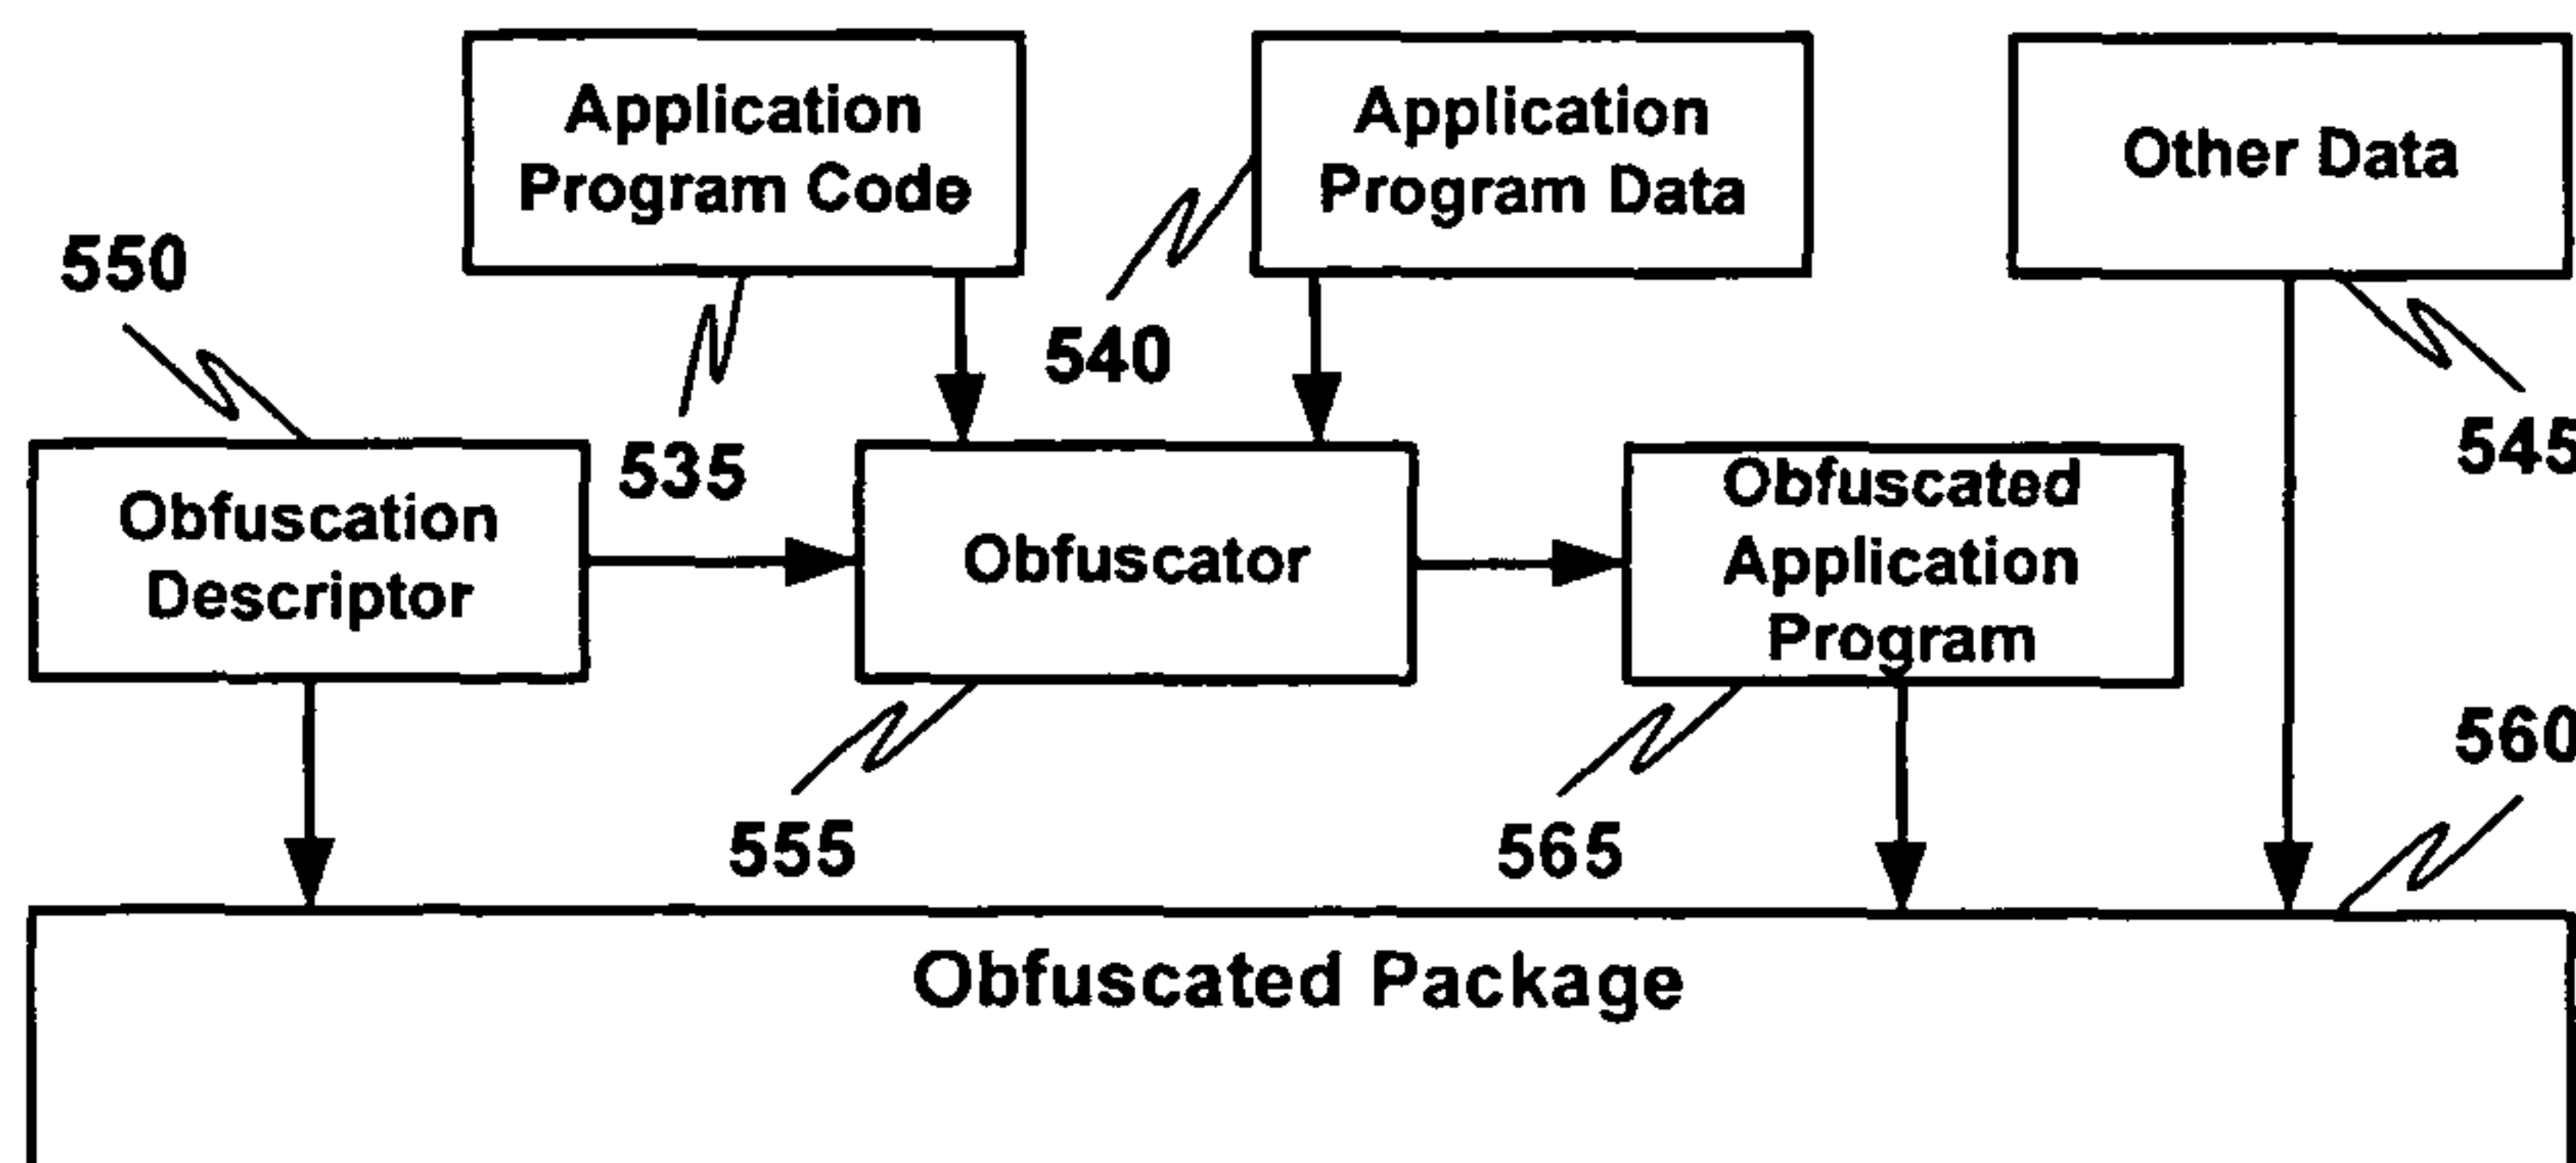 Application
Program Code
Application
Program Data
Other Data
550
540
535
545
Obfuscation
Descriptor
Obfuscator
Obfuscated
Application
Program
560
555
565
Obfuscated Package